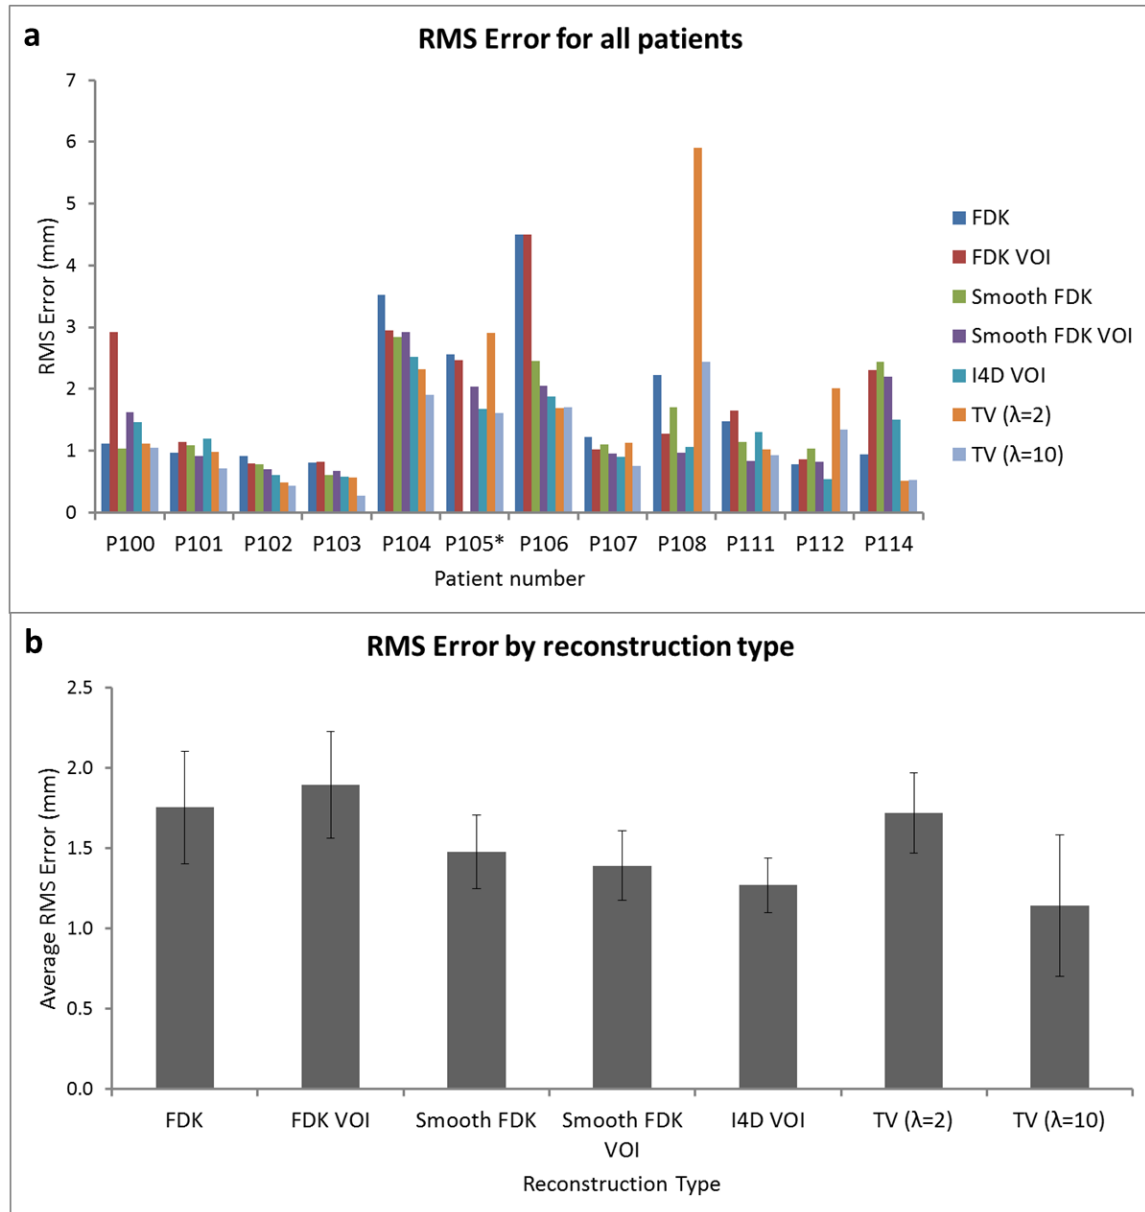 a
RMS Error for all patients
7
6
5
4
3
2
1
0
RMS Error (mm)
P100 P101 P102 P103 P104 P105* P106 P107 P108 P111 P112 P114
Patient number
FDK
FDK VOI
Smooth FDK
Smooth FDK VOI
I4D VOI
TV (λ=2)
TV (λ=10)
b
RMS Error by reconstruction type
2.5
2.0
1.5
1.0
0.5
0.0
Average RMS Error (mm)
FDK FDK VOI Smooth FDK Smooth FDK I4D VOI TV (λ=2) TV (λ=10)
VOI
Reconstruction Type